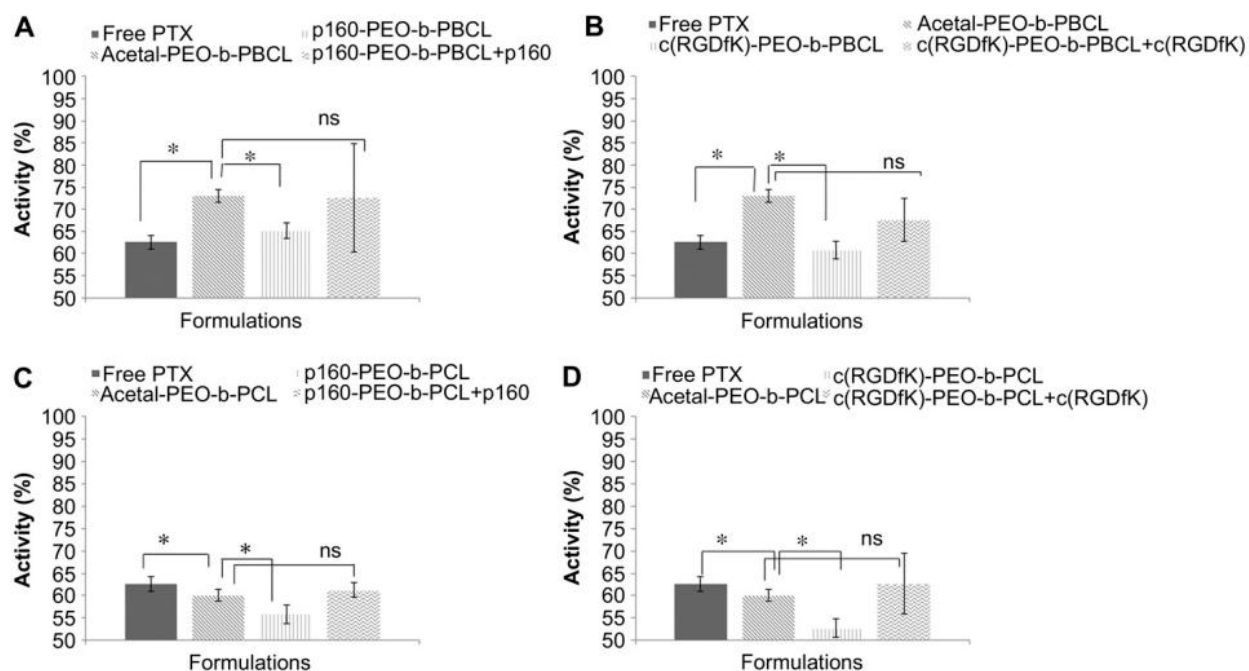 A
Free PTX
p160-PEO-b-PBCL
Acetal-PEO-b-PBCL
p160-PEO-b-PBCL+p160
Activity (%)
100
95
90
85
80
75
70
65
60
55
50
*
*
ns
Formulations
B
Free PTX
Acetal-PEO-b-PBCL
c(RGDfK)-PEO-b-PBCL
c(RGDfK)-PEO-b-PBCL+c(RGDfK)
Activity (%)
100
95
90
85
80
75
70
65
60
55
50
*
*
ns
Formulations
C
Free PTX
p160-PEO-b-PCL
Acetal-PEO-b-PCL
p160-PEO-b-PCL+p160
Activity (%)
100
95
90
85
80
75
70
65
60
55
50
*
*
ns
Formulations
D
Free PTX
c(RGDfK)-PEO-b-PCL
Acetal-PEO-b-PCL
c(RGDfK)-PEO-b-PCL+c(RGDfK)
Activity (%)
100
95
90
85
80
75
70
65
60
55
50
*
*
ns
Formulations